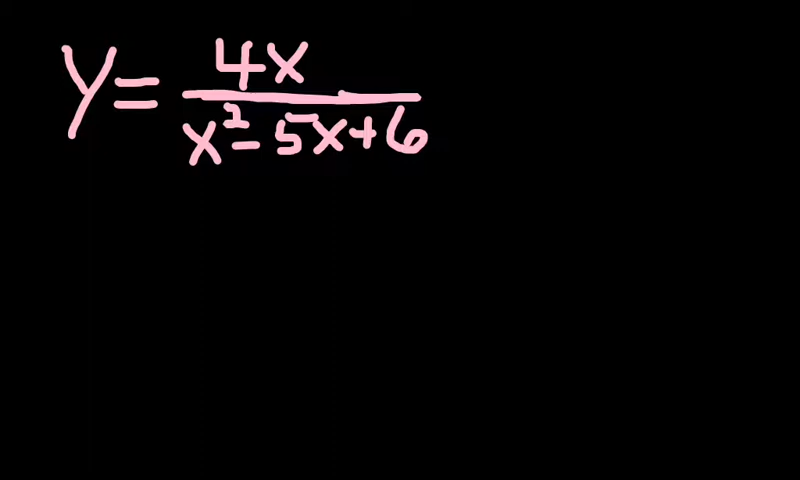 y = 4x / x² - 5x + 6